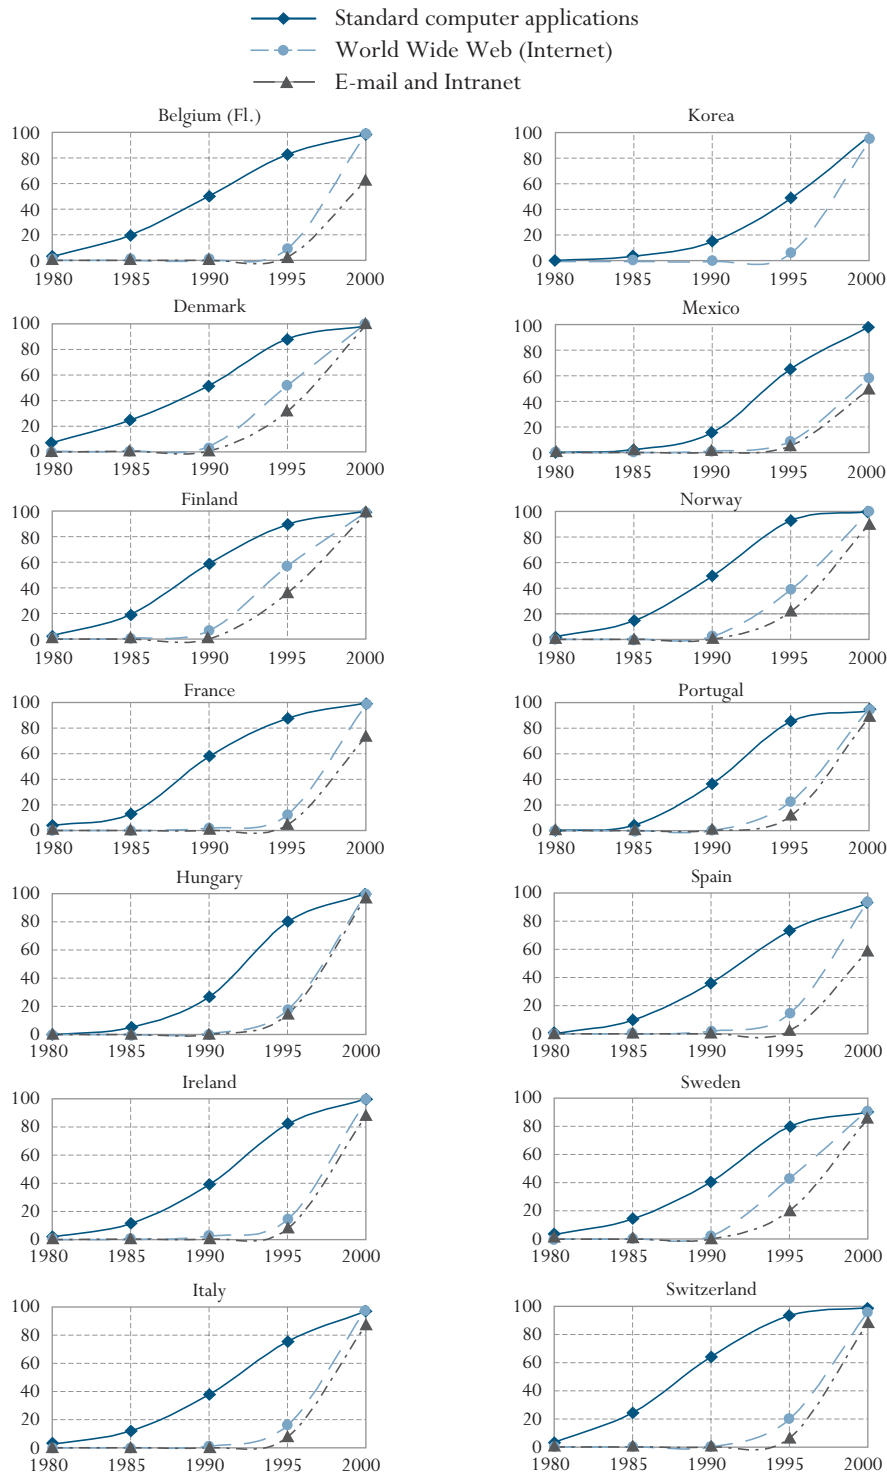 Standard computer applications
World Wide Web (Internet)
E-mail and Intranet
Belgium (Fl.)
100
80
60
40
20
0
1980 1985 1990 1995 2000
Korea
100
80
60
40
20
0
1980 1985 1990 1995 2000
Denmark
100
80
60
40
20
0
1980 1985 1990 1995 2000
Mexico
100
80
60
40
20
0
1980 1985 1990 1995 2000
Finland
100
80
60
40
20
0
1980 1985 1990 1995 2000
Norway
100
80
60
40
20
0
1980 1985 1990 1995 2000
France
100
80
60
40
20
0
1980 1985 1990 1995 2000
Portugal
100
80
60
40
20
0
1980 1985 1990 1995 2000
Hungary
100
80
60
40
20
0
1980 1985 1990 1995 2000
Spain
100
80
60
40
20
0
1980 1985 1990 1995 2000
Ireland
100
80
60
40
20
0
1980 1985 1990 1995 2000
Sweden
100
80
60
40
20
0
1980 1985 1990 1995 2000
Italy
100
80
60
40
20
0
1980 1985 1990 1995 2000
Switzerland
100
80
60
40
20
0
1980 1985 1990 1995 2000